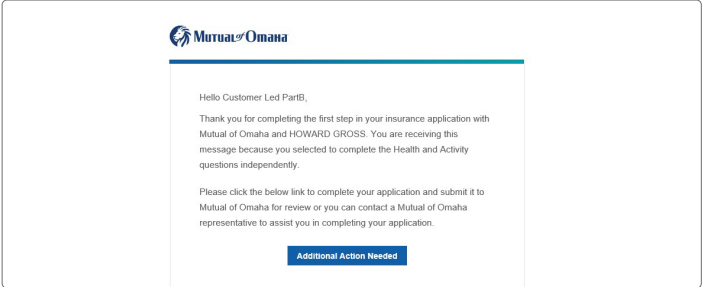 Mutual of Omaha
Hello Customer Led PartB,
Thank you for completing the first step in your insurance application with
Mutual of Omaha and HOWARD GROSS. You are receiving this
message because you selected to complete the Health and Activity
questions independently.
Please click the below link to complete your application and submit it to
Mutual of Omaha for review or you can contact a Mutual of Omaha
representative to assist you in completing your application.
Additional Action Needed